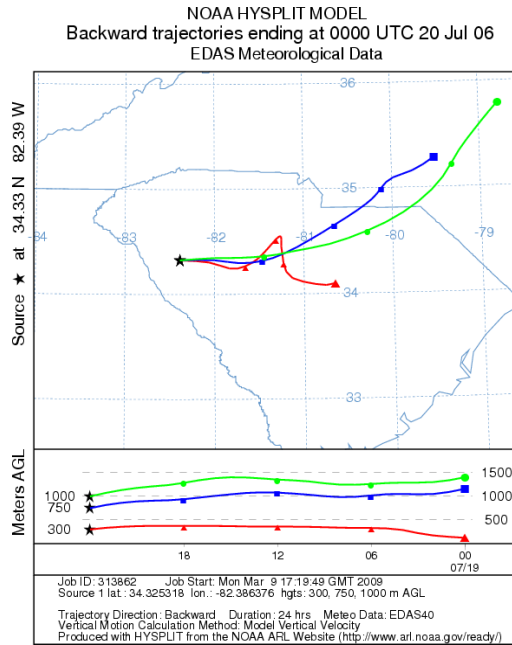 NOAA HYSPLIT MODEL
Backward trajectories ending at 0000 UTC 20 Jul 06
EDAS Meteorological Data
Source ★ at 34.33 N 82.39 W
36
35
-84
-83
-82
-81
-80
-79
34
33
Meters AGL
1500
1000
1000
750
500
300
18
12
06
00
07/19
Job ID: 313862 Job Start: Mon Mar 9 17:19:49 GMT 2009
Source 1 lat.: 34.325318 lon.: -82.386376 hgts: 300, 750, 1000 m AGL
Trajectory Direction: Backward Duration: 24 hrs Meteo Data: EDAS40
Vertical Motion Calculation Method: Model Vertical Velocity
Produced with HYSPLIT from the NOAA ARL Website (http://www.arl.noaa.gov/ready/)